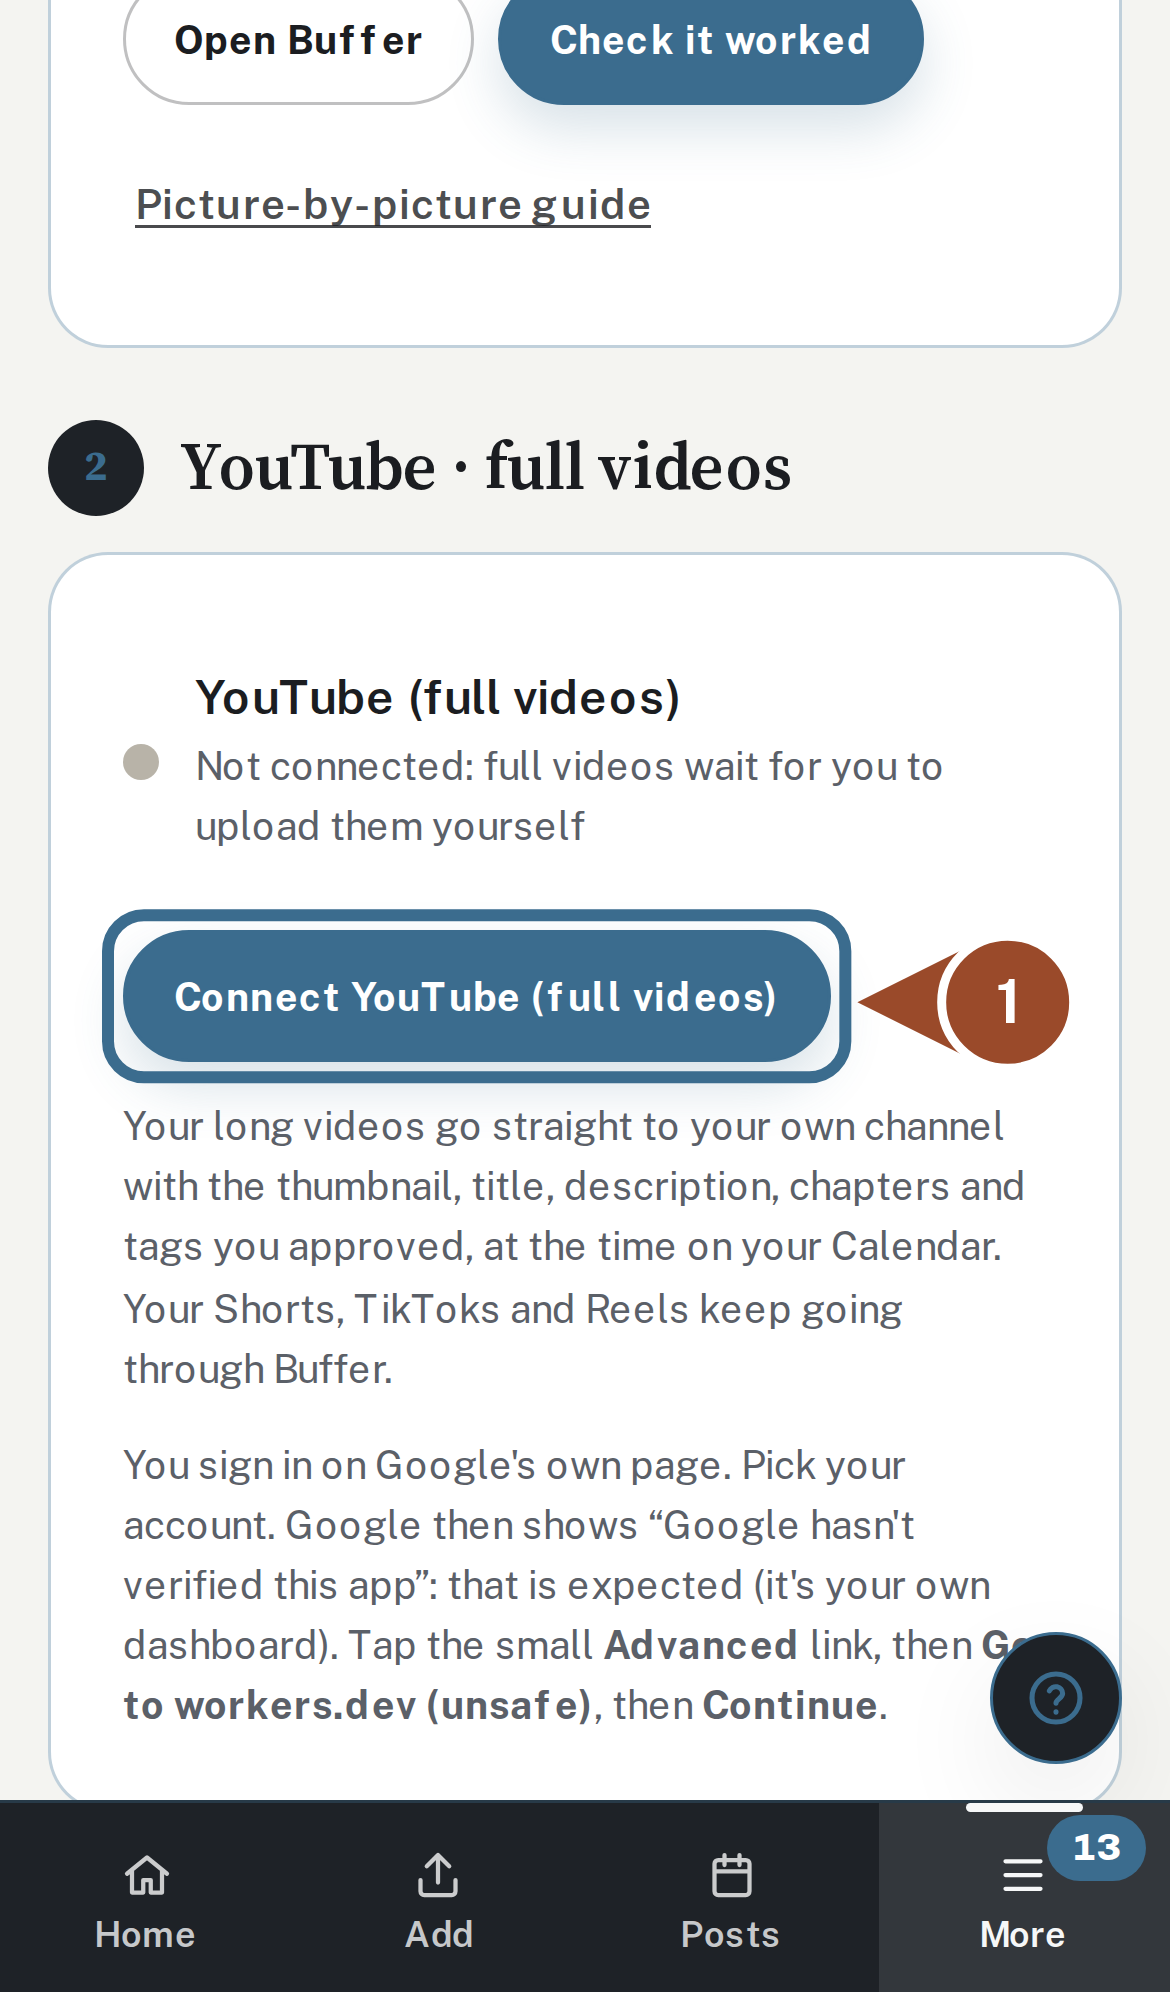 Open Buffer
Check it worked
Picture-by-picture guide
2
YouTube · full videos
YouTube (full videos)
Not connected: full videos wait for you to
upload them yourself
Connect YouTube (full videos)
1
Your long videos go straight to your own channel
with the thumbnail, title, description, chapters and
tags you approved, at the time on your Calendar.
Your Shorts, TikToks and Reels keep going
through Buffer.
You sign in on Google's own page. Pick your
account. Google then shows “Google hasn't
verified this app”: that is expected (it's your own
dashboard). Tap the small Advanced link, then
to workers.dev (unsafe), then Continue.
13
Home
Add
Posts
More